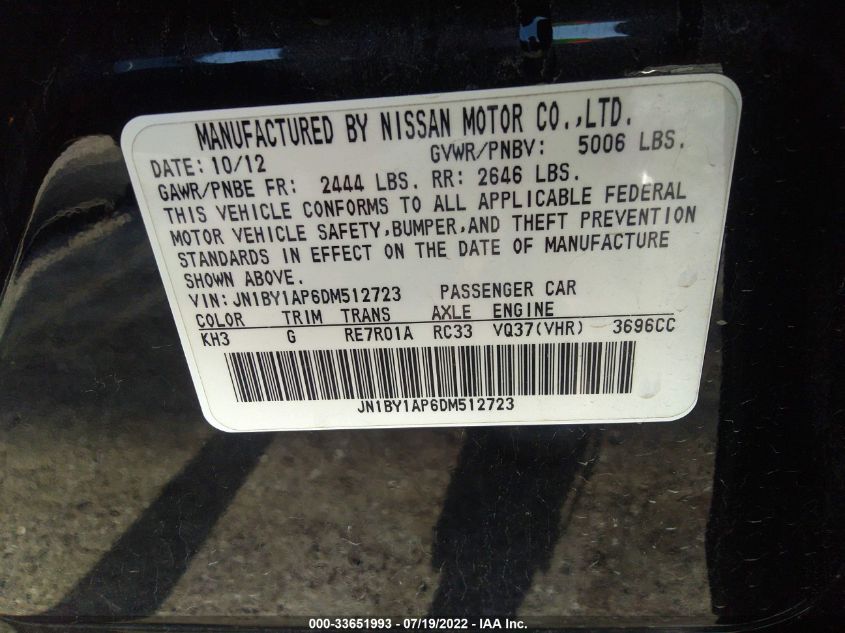 MANUFACTURED BY NISSAN MOTOR CO.,LTD.
DATE: 10/12 GVWR/PNBV: 5006 LBS.
GAWR/PNBE FR: 2444 LBS. RR: 2646 LBS.
THIS VEHICLE CONFORMS TO ALL APPLICABLE FEDERAL
MOTOR VEHICLE SAFETY,BUMPER,AND THEFT PREVENTION
STANDARDS IN EFFECT ON THE DATE OF MANUFACTURE
SHOWN ABOVE.
VIN: JN1BY1AP6DM512723 PASSENGER CAR
COLOR TRIM TRANS AXLE ENGINE
KH3 G RE7R01A RC33 VQ37(VHR) 3696CC
JN1BY1AP6DM512723
000-33651993 - 07/19/2022 - IAA Inc.